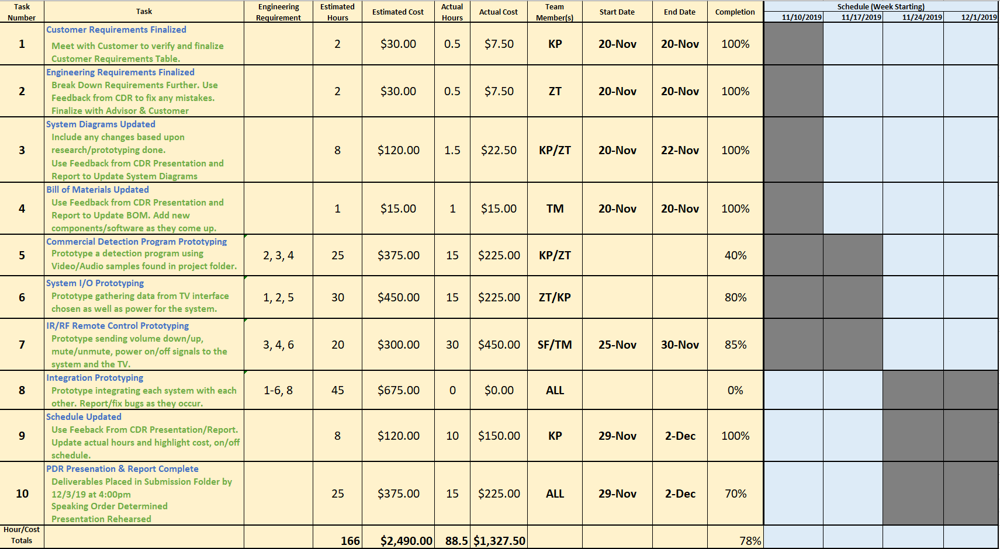 Task Number Task Engineering Requirement Estimated Hours Estimated Cost Actual Hours Actual Cost Team Member(s) Start Date End Date Completion Schedule (Week Starting)
11/10/2019 11/17/2019 11/24/2019 12/1/2019
1 Customer Requirements Finalized 2 $30.00 0.5 $7.50 KP 20-Nov 20-Nov 100%
Meet with Customer to verify and finalize
Customer Requirements Table.
2 Engineering Requirements Finalized 2 $30.00 0.5 $7.50 ZT 20-Nov 20-Nov 100%
Break Down Requirements Further. Use
Feedback from CDR to fix any mistakes.
Finalize with Advisor & Customer
3 System Diagrams Updated 8 $120.00 1.5 $22.50 KP/ZT 20-Nov 22-Nov 100%
Include any changes based upon
research/prototyping done.
Use Feedback from CDR Presentation and
Report to Update System Diagrams
4 Bill of Materials Updated 1 $15.00 1 $15.00 TM 20-Nov 20-Nov 100%
Use Feedback from CDR Presentation and
Report to Update BOM. Add new
components/software as they come up.
5 Commercial Detection Program Prototyping 2, 3, 4 25 $375.00 15 $225.00 KP/ZT 40%
Prototype a detection program using
Video/Audio samples found in project folder.
6 System I/O Prototyping 1, 2, 5 30 $450.00 15 $225.00 ZT/KP 80%
Prototype gathering data from TV interface
chosen as well as power for the system.
7 IR/RF Remote Control Prototyping 3, 4, 6 20 $300.00 30 $450.00 SF/TM 25-Nov 30-Nov 85%
Prototype sending volume down/up,
mute/unmute, power on/off signals to the
system and the TV.
8 Integration Prototyping 1-6, 8 45 $675.00 0 $0.00 ALL 0%
Prototype integrating each system with each
other. Report/fix bugs as they occur.
9 Schedule Updated 8 $120.00 10 $150.00 KP 29-Nov 2-Dec 100%
Use Feeback From CDR Presentation/Report.
Update actual hours and highlight cost, on/off
schedule.
10 PDR Presenation & Report Complete 25 $375.00 15 $225.00 ALL 29-Nov 2-Dec 70%
Deliverables Placed in Submission Folder by
12/3/19 at 4:00pm
Speaking Order Determined
Presentation Rehearsed
Hour/Cost Totals 166 $2,490.00 88.5 $1,327.50 78%